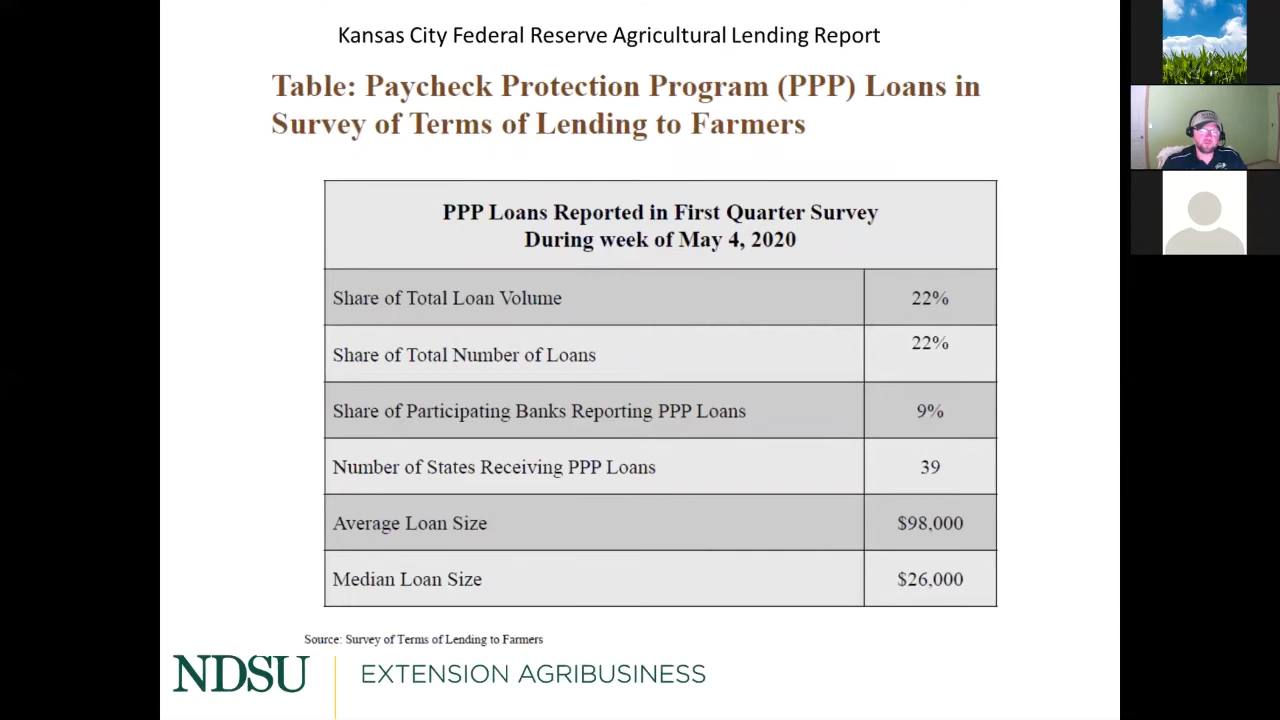 Kansas City Federal Reserve Agricultural Lending Report
Table: Paycheck Protection Program (PPP) Loans in
Survey of Terms of Lending to Farmers
PPP Loans Reported in First Quarter Survey
During week of May 4, 2020
Share of Total Loan Volume 22%
Share of Total Number of Loans 22%
Share of Participating Banks Reporting PPP Loans 9%
Number of States Receiving PPP Loans 39
Average Loan Size $98,000
Median Loan Size $26,000
Source: Survey of Terms of Lending to Farmers
NDSU EXTENSION AGRIBUSINESS